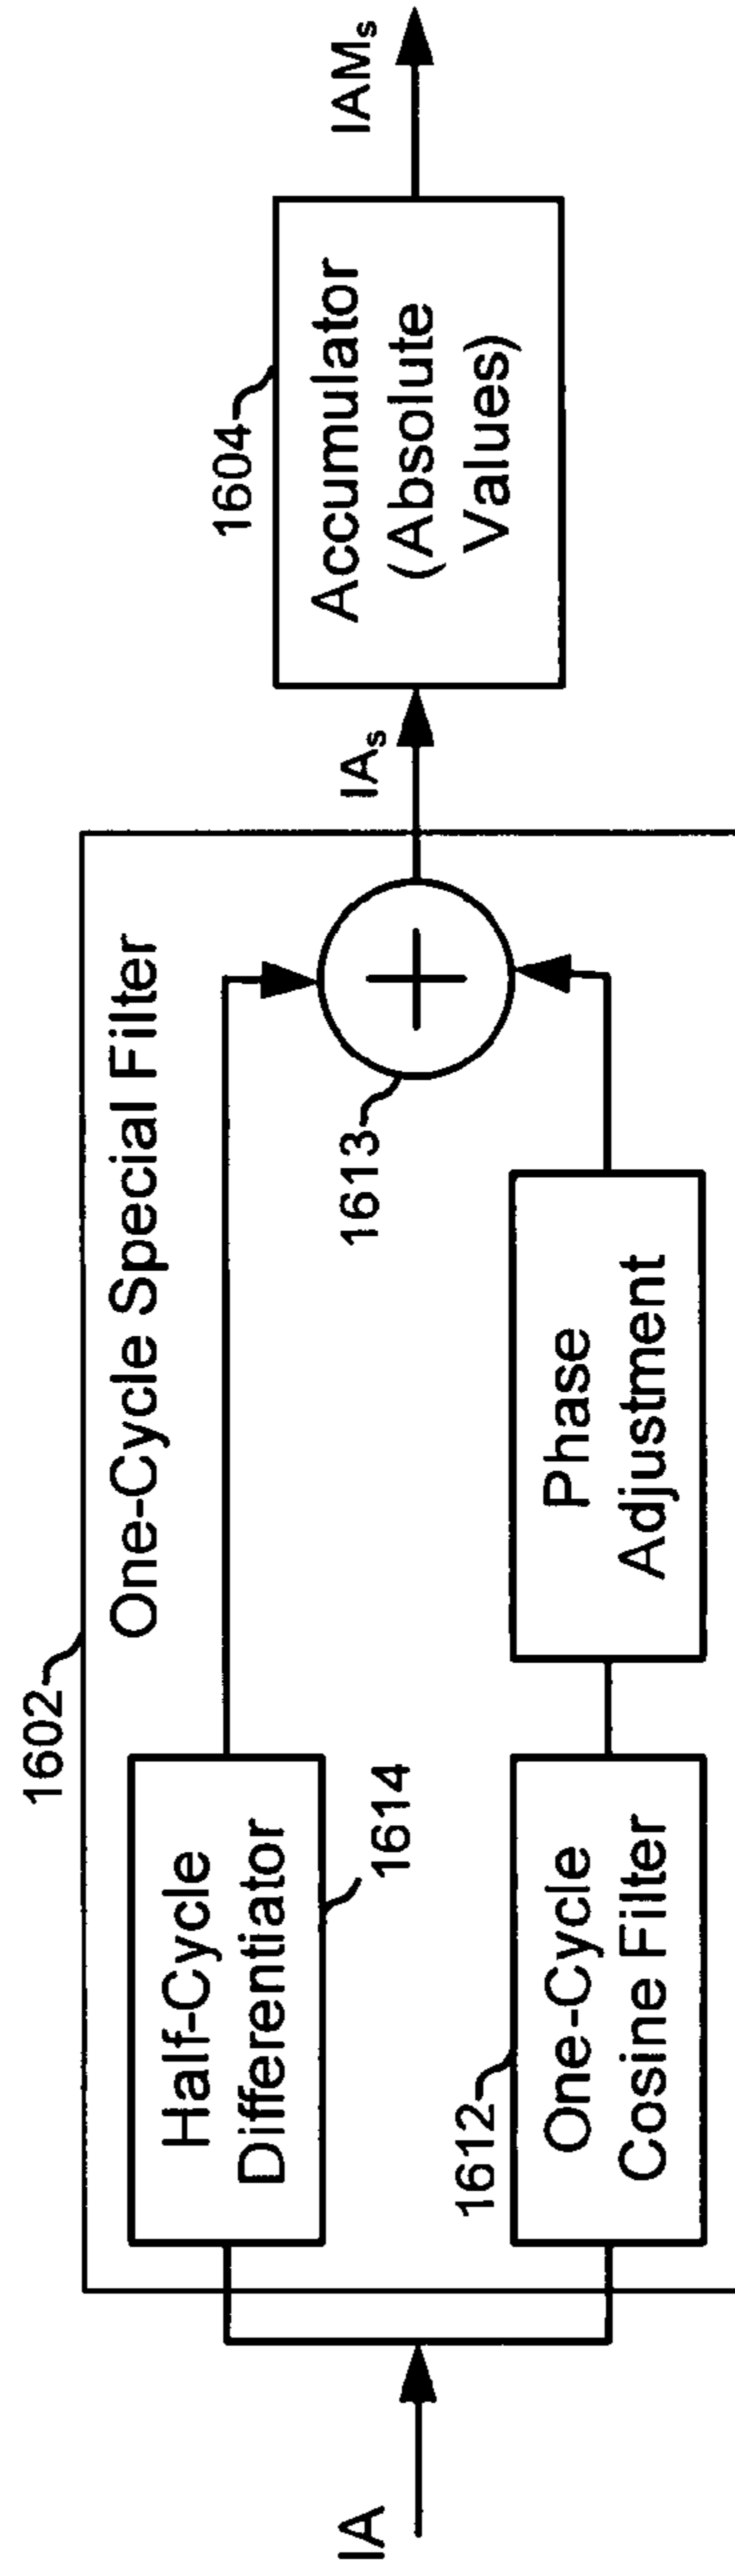 1602
One-Cycle Special Filter
IA
Half-Cycle
Differentiator
1614
1612
One-Cycle
Cosine Filter
Phase
Adjustment
1613
IAs
1604
Accumulator
(Absolute
Values)
IAMs